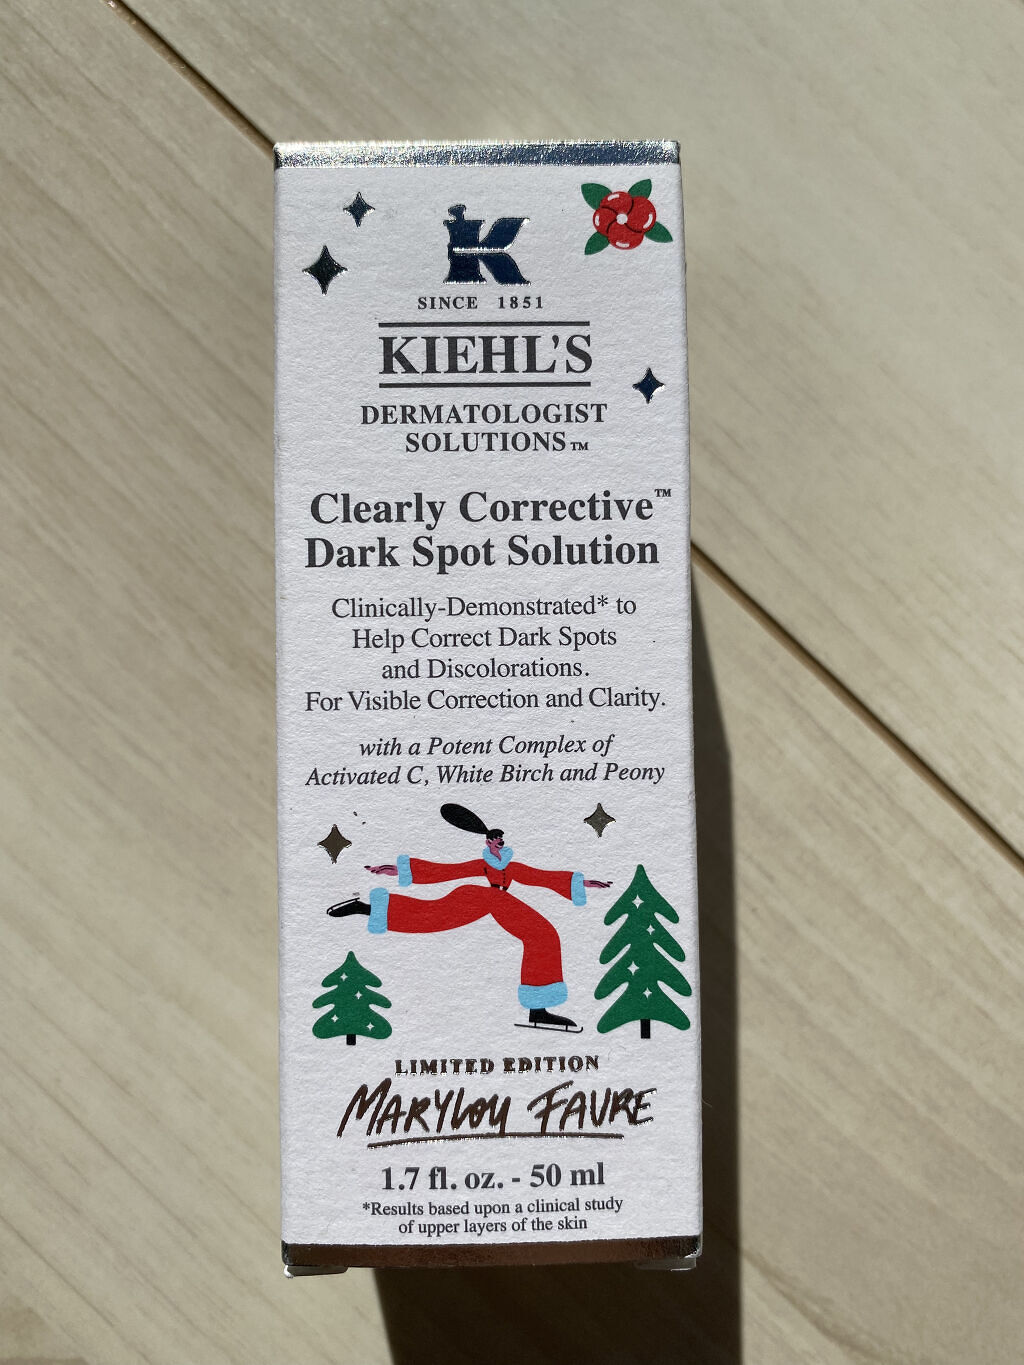 K
SINCE 1851
KIEHL'S
DERMATOLOGIST
SOLUTIONS™
Clearly Corrective™
Dark Spot Solution
Clinically-Demonstrated* to
Help Correct Dark Spots
and Discolorations.
For Visible Correction and Clarity.
with a Potent Complex of
Activated C, White Birch and Peony
LIMITED EDITION
MARYLOU FAVRE
1.7 fl. oz. - 50 ml
*Results based upon a clinical study
of upper layers of the skin